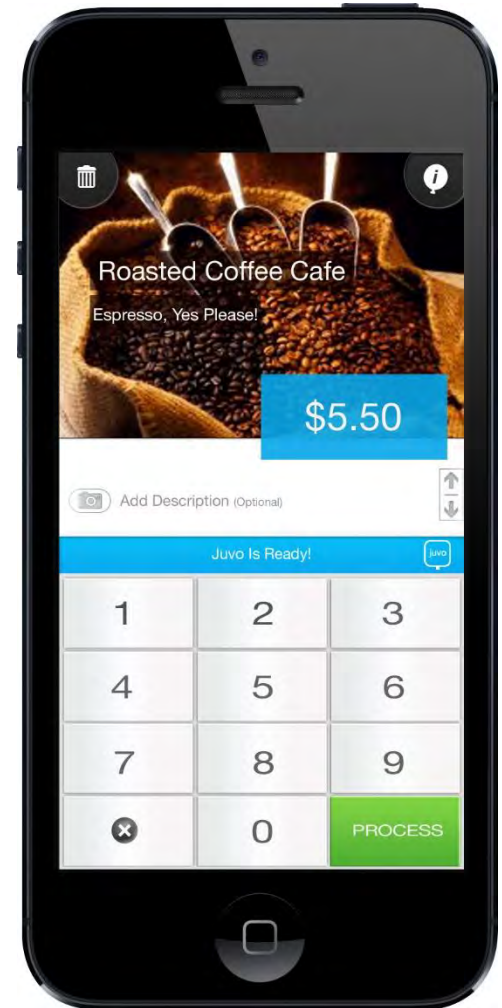 i
Roasted Coffee Cafe
Espresso, Yes Please!
$5.50
Add Description (Optional)
Juvo Is Ready!
juvo
1 2 3
4 5 6
7 8 9
0 PROCESS